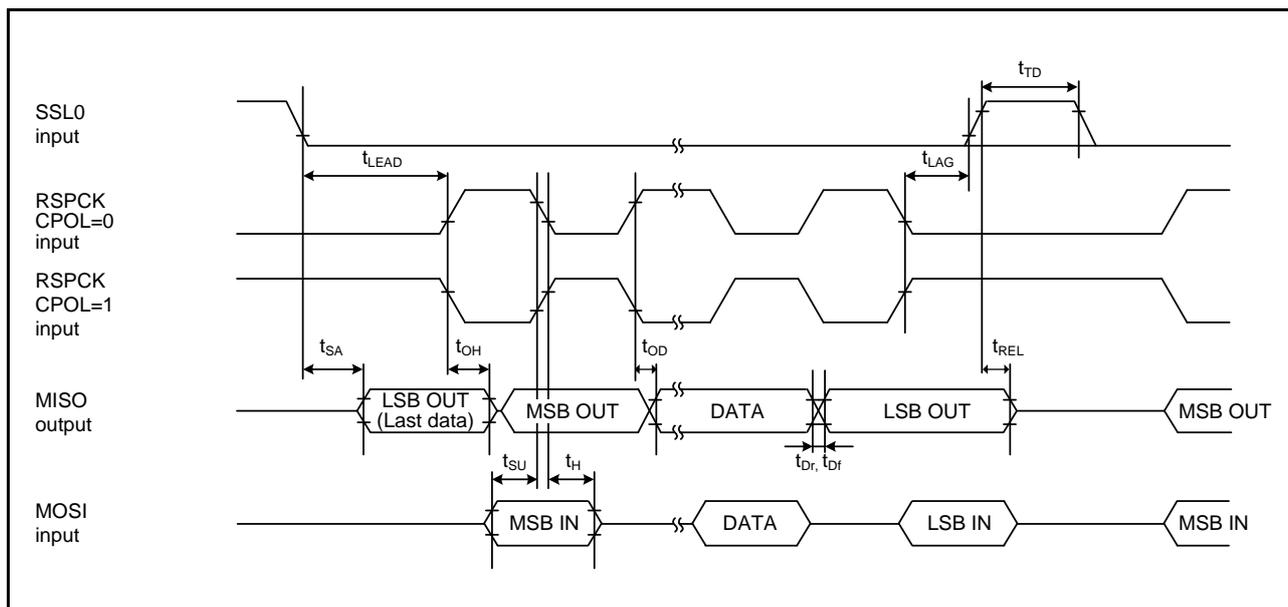 t_TD
SSL0
input
t_LEAD
t_LAG
RSPCK
CPOL=0
input
RSPCK
CPOL=1
input
t_SA
t_OH
t_OD
t_REL
MISO
output
LSB OUT
(Last data)
MSB OUT
DATA
LSB OUT
MSB OUT
t_SU
t_H
t_Dr, t_Df
MOSI
input
MSB IN
DATA
LSB IN
MSB IN